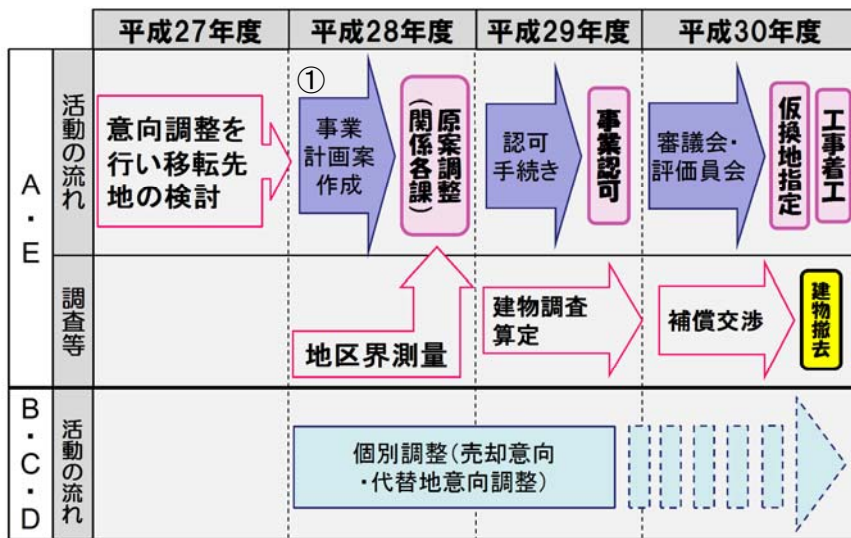 平成27年度
平成28年度
平成29年度
平成30年度
A・E
活動の流れ
意向調整を
行い移転先
地の検討
①
事業
計画案
作成
原案調整
(関係各課)
認可
手続き
事業認可
審議会・
評価員会
仮換地指定
工事着工
調査等
地区界測量
建物調査
算定
補償交渉
建物撤去
B・C・D
活動の流れ
個別調整(売却意向
・代替地意向調整)